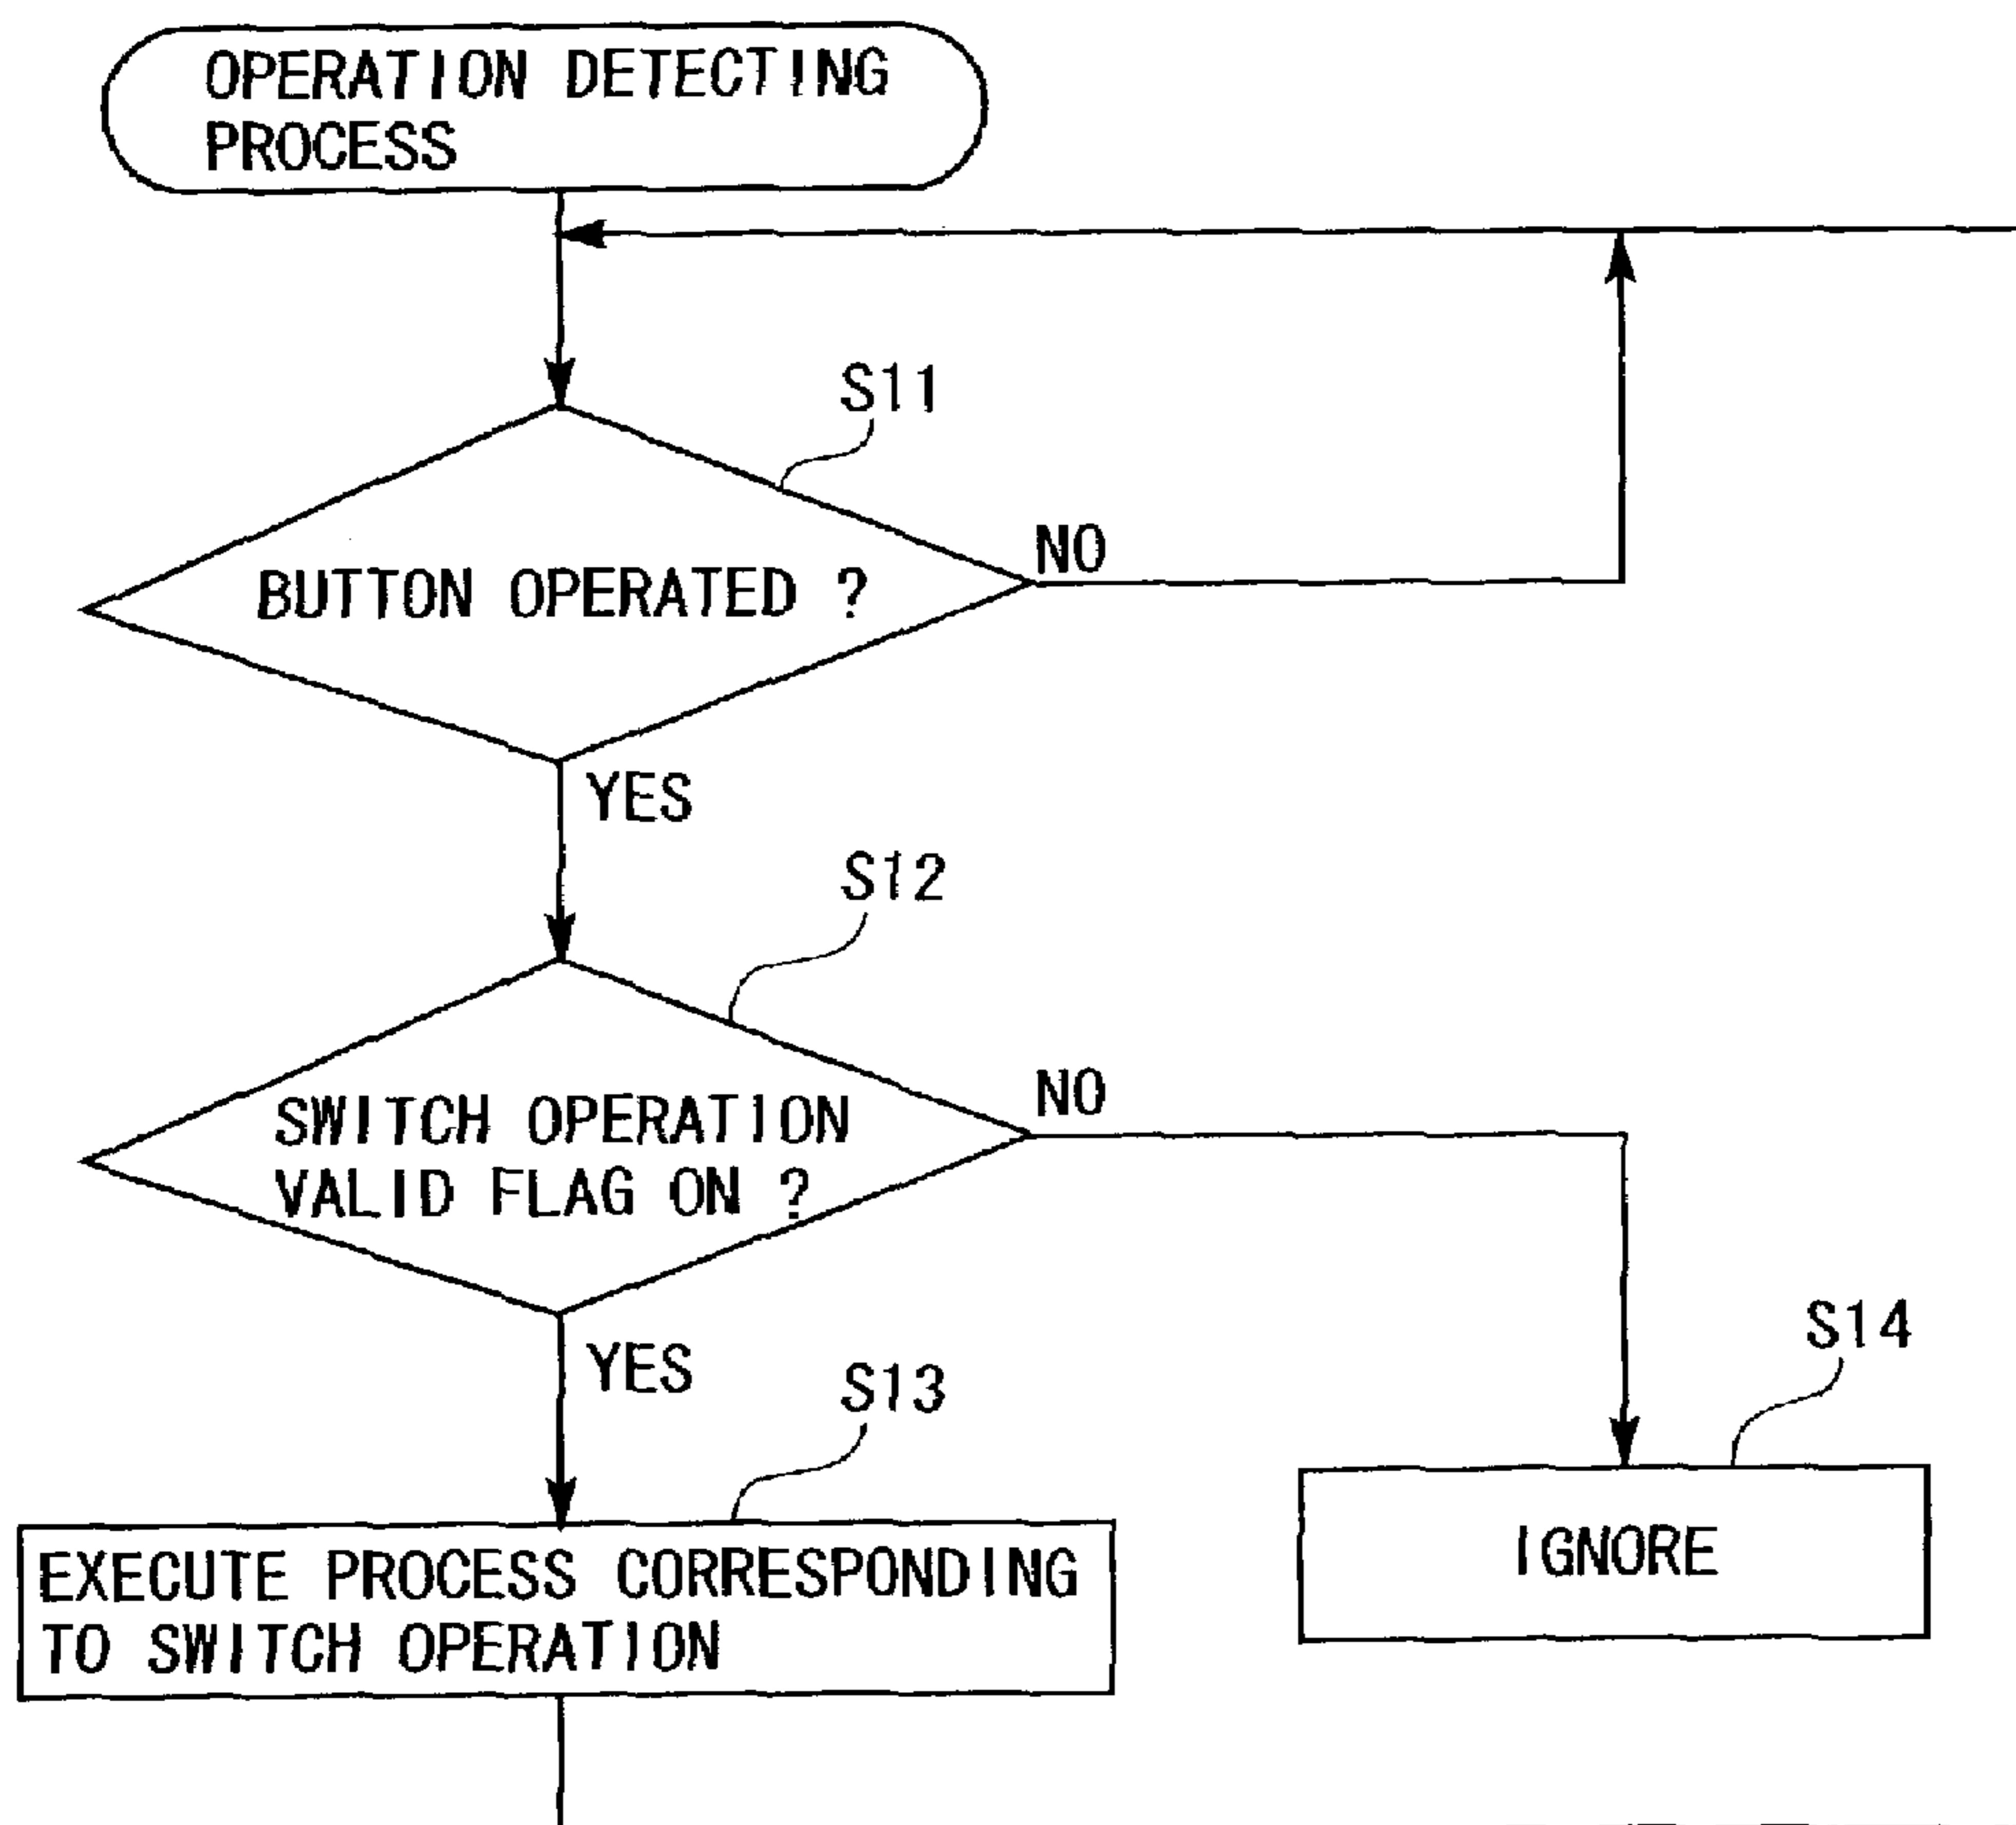 OPERATION DETECTING
PROCESS
S11
NO
BUTTON OPERATED ?
YES
S12
NO
SWITCH OPERATION
VALID FLAG ON ?
YES
S13
S14
EXECUTE PROCESS CORRESPONDING
TO SWITCH OPERATION
IGNORE